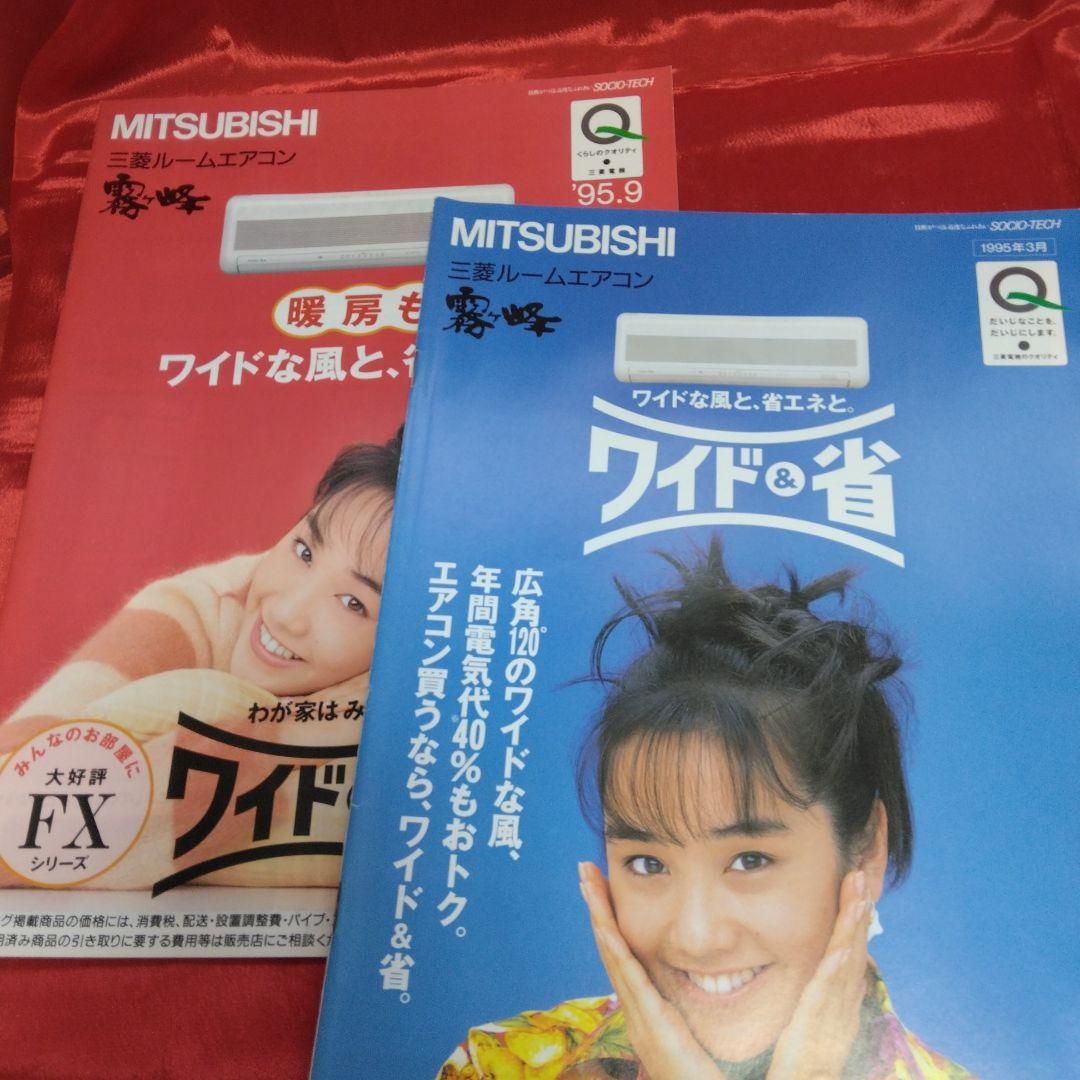 SOCIO-TECH
MITSUBISHI
三菱ルームエアコン
霧ヶ峰
Q
くらしのクオリティ
三菱電機
'95.9
暖房も
ワイドな風と、省
わが家はみ
みんなのお部屋に
大好評
FX
シリーズ
ワイド
グ掲載商品の価格には、消費税、配送・設置調整費・パイプ・
用済み商品の引き取りに要する費用等は販売店にご相談くだ
SOCIO-TECH
MITSUBISHI
1995年3月
三菱ルームエアコン
霧ヶ峰
Q
だいじなことを、
だいじにします。
三菱電機のクオリティ
ワイドな風と、省エネと。
ワイド&省
広角120°のワイドな風、
年間電気代※40%もおトク。
エアコン買うなら、ワイド&省。